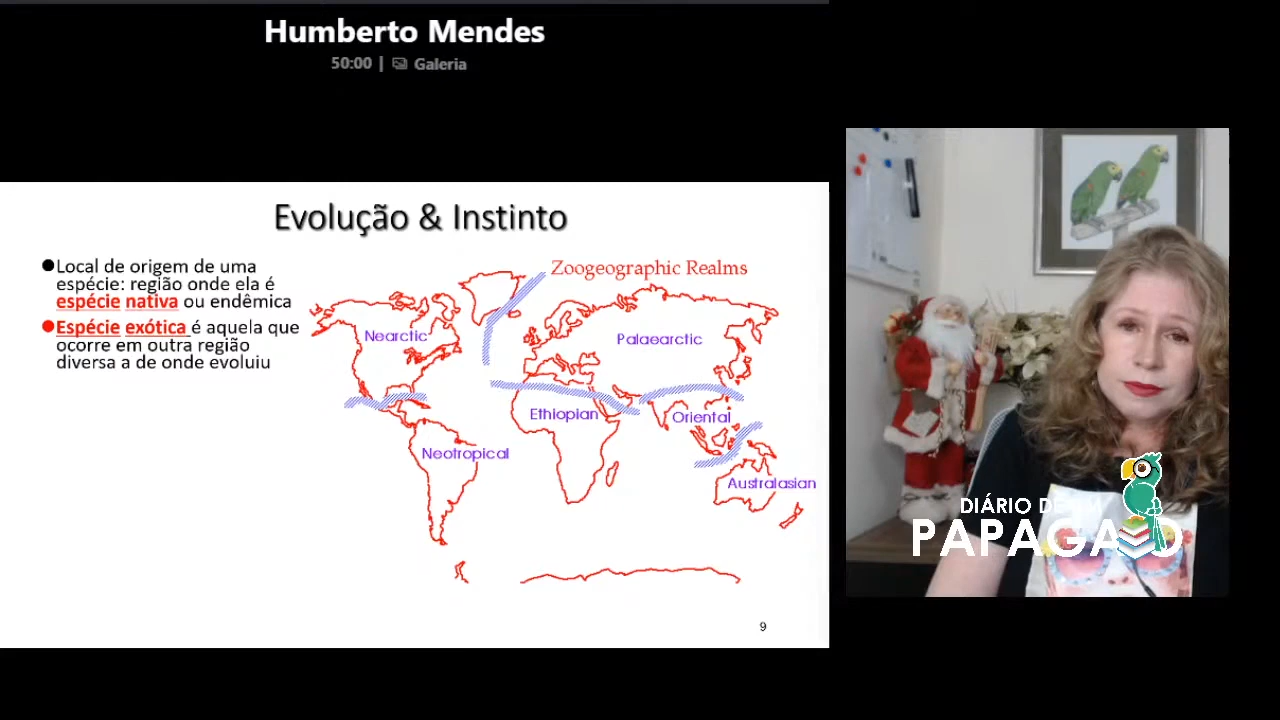 Humberto Mendes
50:00 | Galeria
Evolução & Instinto
●Local de origem de uma
espécie: região onde ela é
espécie nativa ou endêmica
●Espécie exótica é aquela que
ocorre em outra região
diversa a de onde evoluiu
Zoogeographic Realms
Nearctic
Palaearctic
Ethiopian
Oriental
Neotropical
Australasian
9
DIÁRIO DE
PAPAGAIO